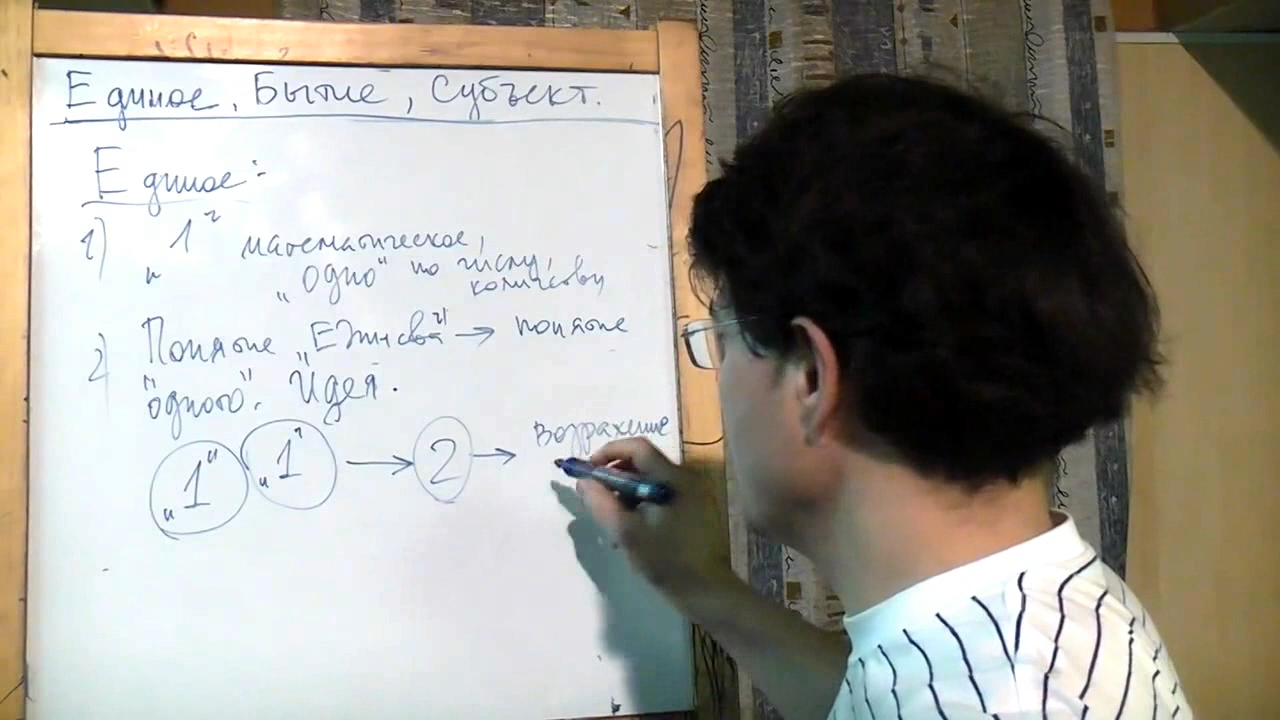 Единое, Бытие, Субъект.
Единое:
1) "1" математическое,
"одно" по числу,
количеству
2) Понятие "Единства" → понятие
"одного". Идея.
"1" "1" → 2 → Возражение